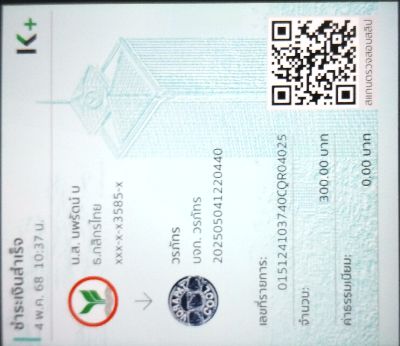 ชำระเงินสำเร็จ
4 พ.ค. 68 10:37 น.
K+
น.ส. นพรัตน์ บ
ธ.กสิกรไทย
xxx-x-x3585-x
วรภัทร
บจก. วรภัทร
202505041220440
เลขที่รายการ:
015124103740CQR04025
จำนวน:
300.00 บาท
ค่าธรรมเนียม:
0.00 บาท
สแกนตรวจสอบสลิป